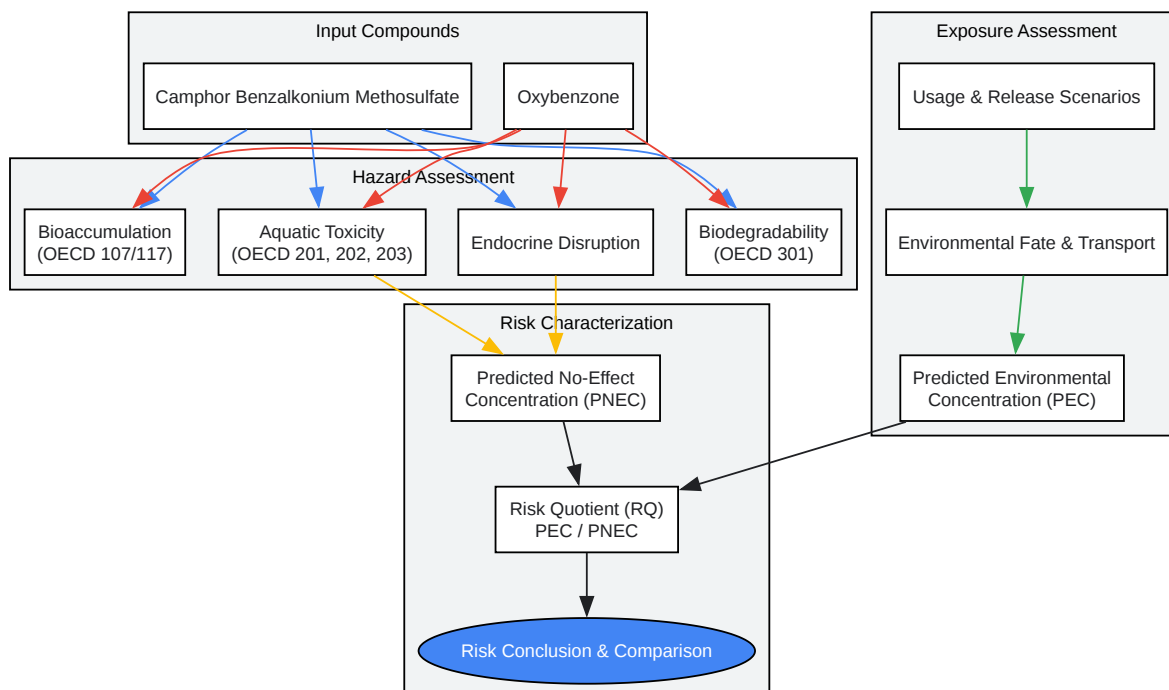 Input Compounds
Camphor Benzalkonium Methosulfate
Oxybenzone
Hazard Assessment
Bioaccumulation
(OECD 107/117)
Aquatic Toxicity
(OECD 201, 202, 203)
Endocrine Disruption
Biodegradability
(OECD 301)
Exposure Assessment
Usage & Release Scenarios
Environmental Fate & Transport
Predicted Environmental
Concentration (PEC)
Risk Characterization
Predicted No-Effect
Concentration (PNEC)
Risk Quotient (RQ)
PEC / PNEC
Risk Conclusion & Comparison